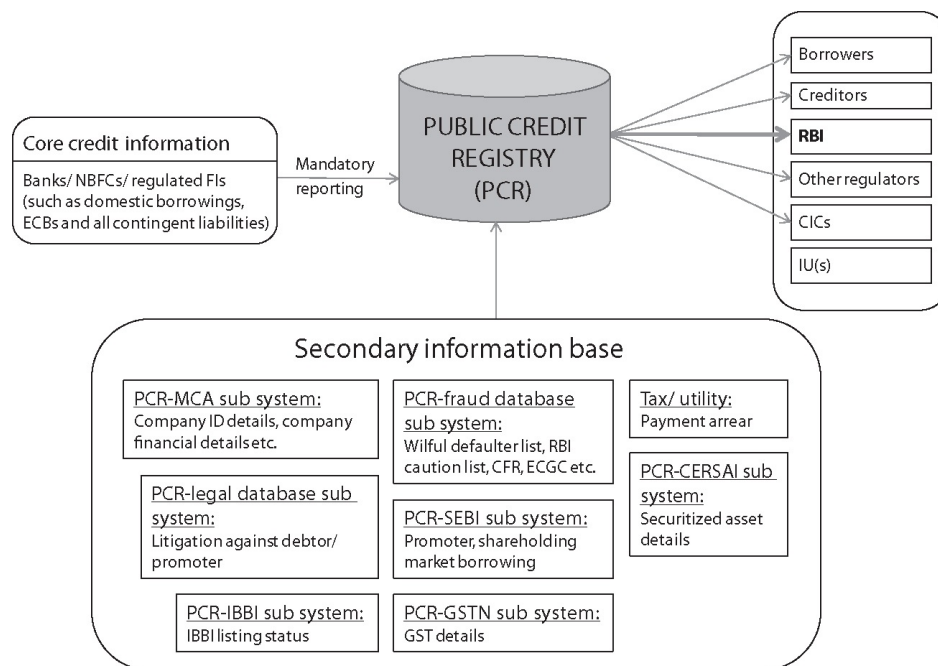 Core credit information
Banks/ NBFCs/ regulated FIs
(such as domestic borrowings,
ECBs and all contingent liabilities)
Mandatory
reporting
PUBLIC CREDIT
REGISTRY
(PCR)
Borrowers
Creditors
RBI
Other regulators
CICs
IU(s)
Secondary information base
PCR-MCA sub system:
Company ID details, company
financial details etc.
PCR-legal database sub
system:
Litigation against debtor/
promoter
PCR-IBBI sub system:
IBBI listing status
PCR-fraud database
sub system:
Wilful defaulter list, RBI
caution list, CFR, ECGC etc.
PCR-SEBI sub system:
Promoter, shareholding
market borrowing
PCR-GSTN sub system:
GST details
Tax/ utility:
Payment arrear
PCR-CERSAI sub
system:
Securitized asset
details